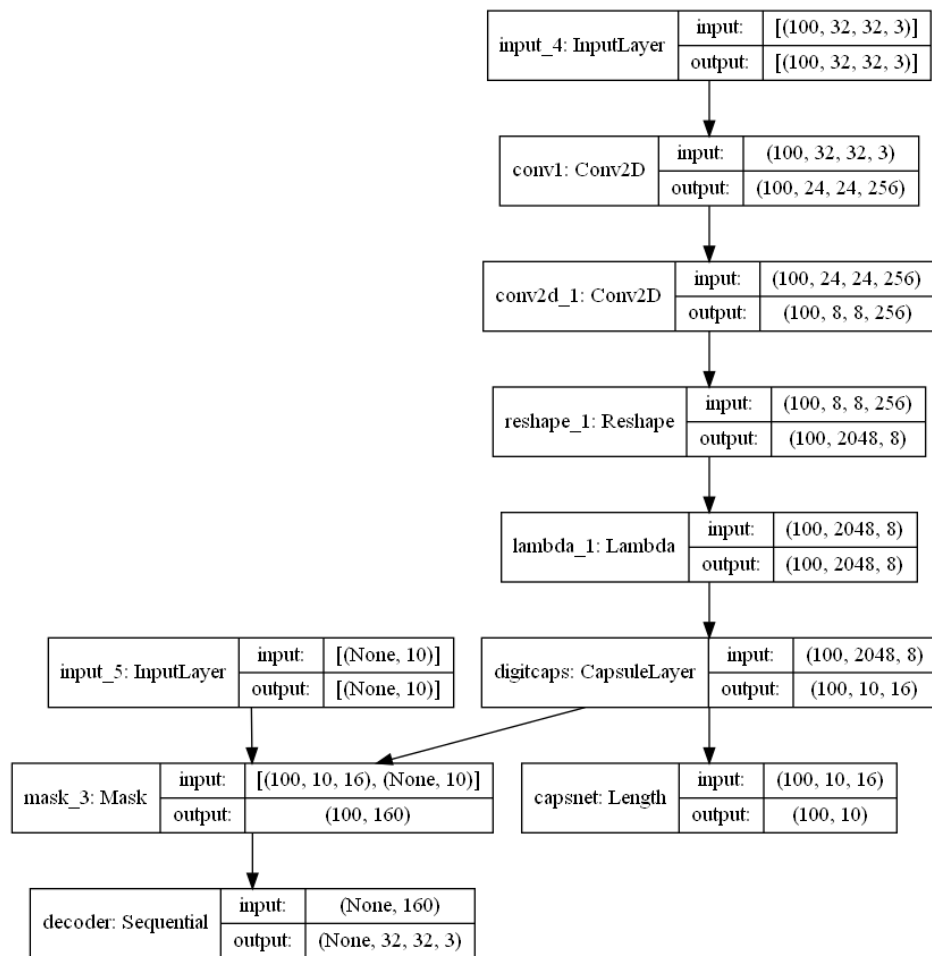 input_4: InputLayer
input: [(100, 32, 32, 3)]
output: [(100, 32, 32, 3)]
conv1: Conv2D
input: (100, 32, 32, 3)
output: (100, 24, 24, 256)
conv2d_1: Conv2D
input: (100, 24, 24, 256)
output: (100, 8, 8, 256)
reshape_1: Reshape
input: (100, 8, 8, 256)
output: (100, 2048, 8)
lambda_1: Lambda
input: (100, 2048, 8)
output: (100, 2048, 8)
input_5: InputLayer
input: [(None, 10)]
output: [(None, 10)]
digitcaps: CapsuleLayer
input: (100, 2048, 8)
output: (100, 10, 16)
mask_3: Mask
input: [(100, 10, 16), (None, 10)]
output: (100, 160)
capsnet: Length
input: (100, 10, 16)
output: (100, 10)
decoder: Sequential
input: (None, 160)
output: (None, 32, 32, 3)